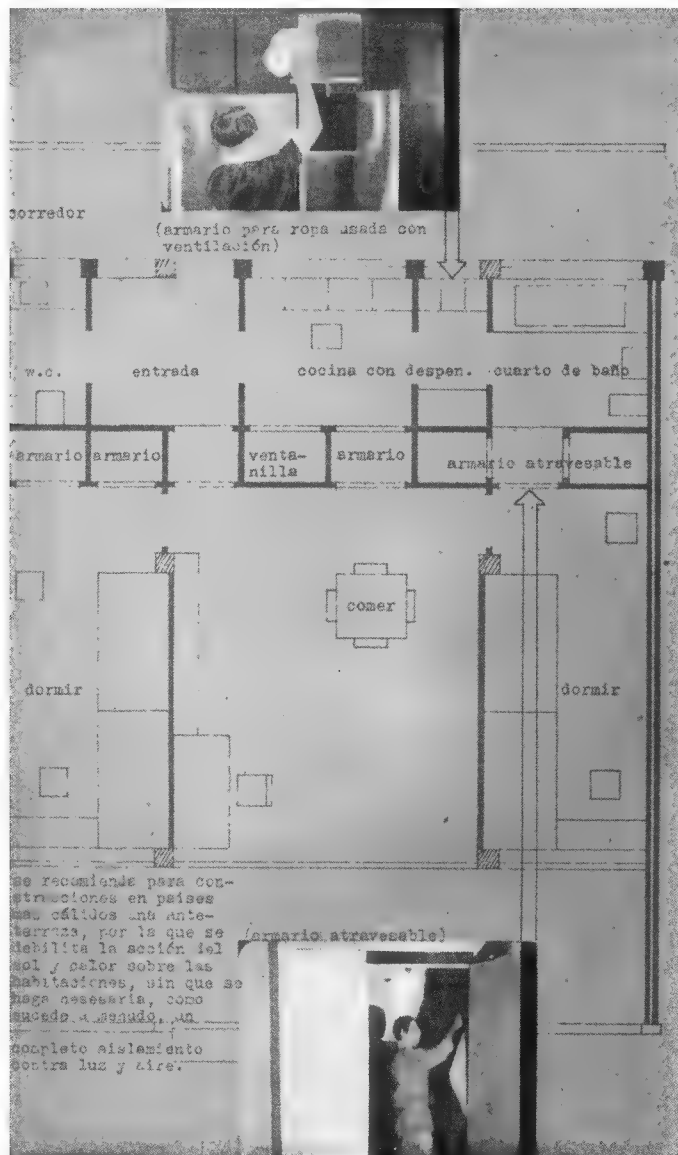 corredor
(armario para ropa usada con
ventilación)
w.c.
entrada
cocina con despen.
cuarto de baño
armario
armario
venta-
nilla
armario
armario atravesable
comer
dormir
dormir
se recomienda para con-
strucciones en paises
mas cálidos una ante-
terraza, por la que se
debilita la acción del
sol y calor sobre las
habitaciones, sin que se
haga nesesaria, como
sucede a menudo, un
completo aislamiento
contra luz y aire.
(armario atravesable)